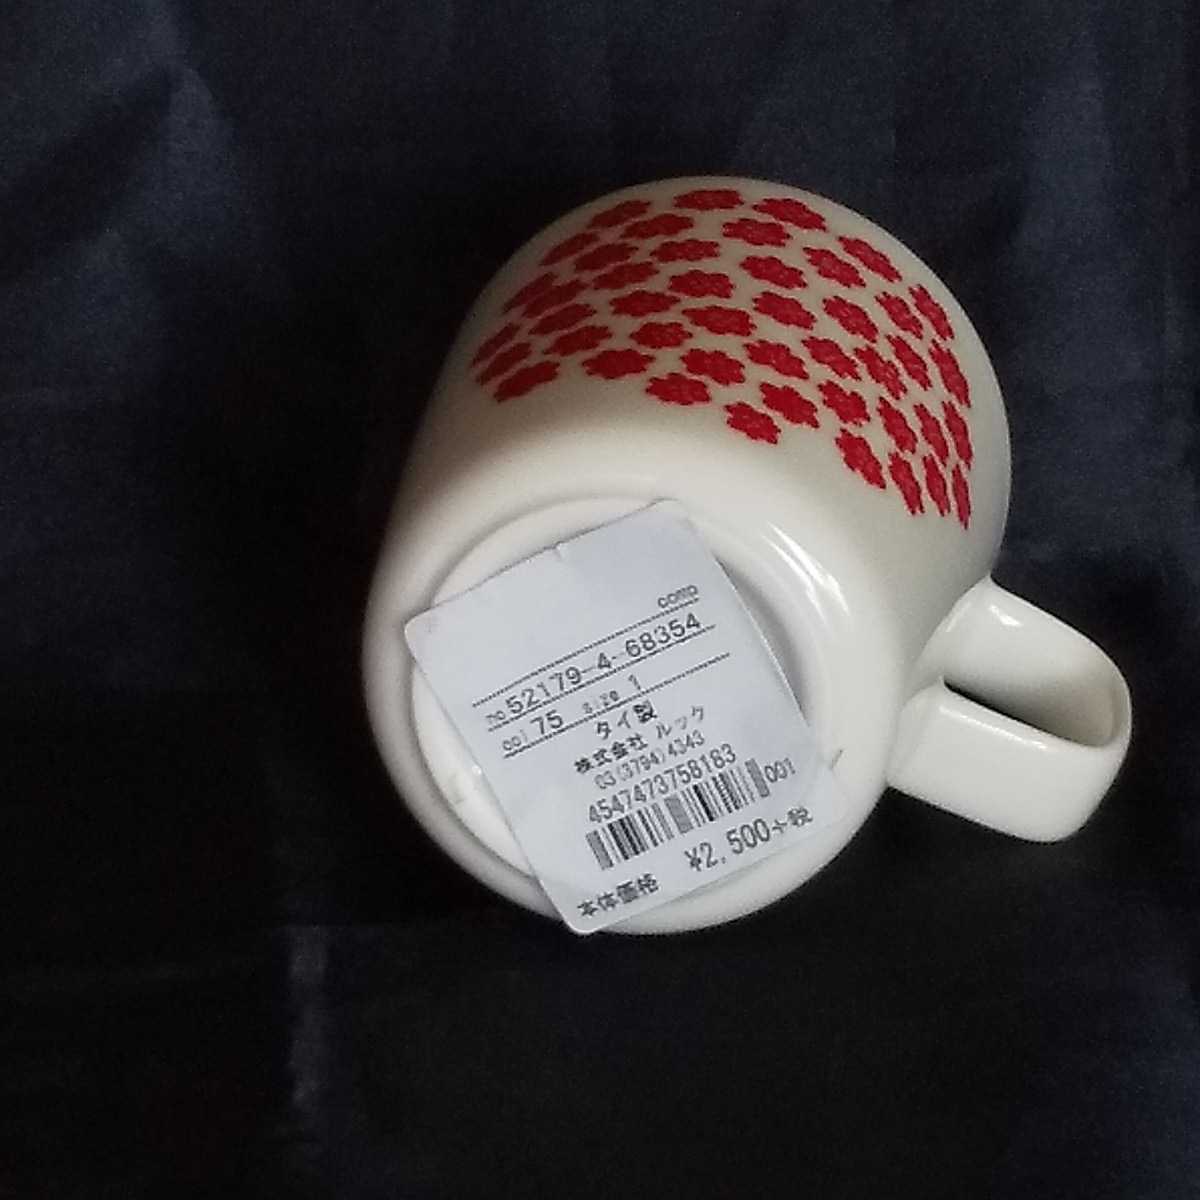 comp
no 52179-4-68354
col 75 size 1
タイ製
株式会社 ルック
03(3794)4343
4547473758183
001
¥2,500+税
本体価格